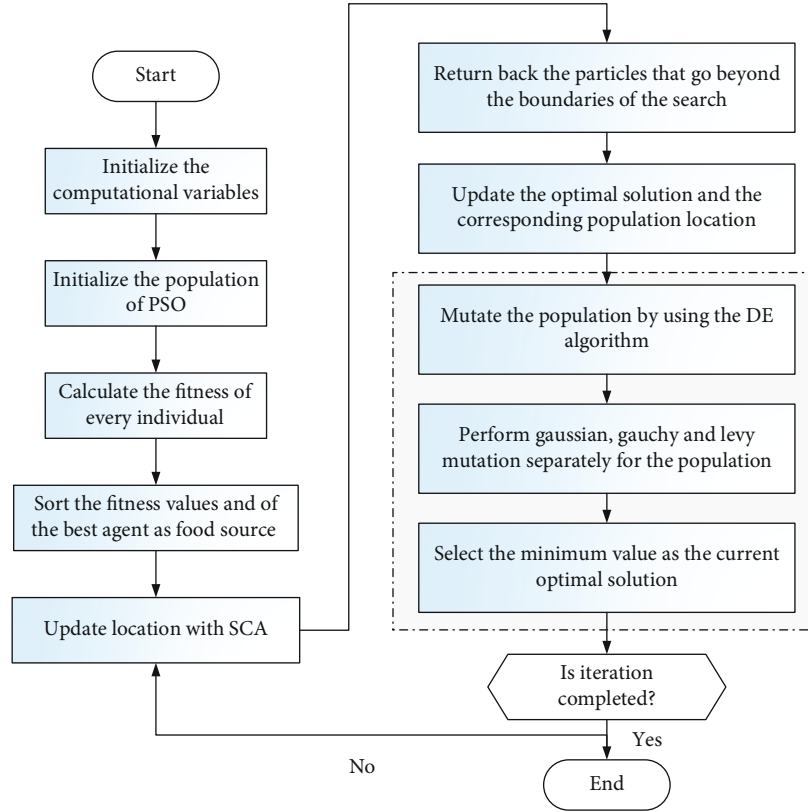 Start
Initialize the
computational variables
Initialize the population
of PSO
Calculate the fitness of
every individual
Sort the fitness values and of
the best agent as food source
Update location with SCA
Return back the particles that go beyond
the boundaries of the search
Update the optimal solution and the
corresponding population location
Mutate the population by using the DE
algorithm
Perform gaussian, gauchy and levy
mutation separately for the population
Select the minimum value as the current
optimal solution
Is iteration
completed?
Yes
No
End